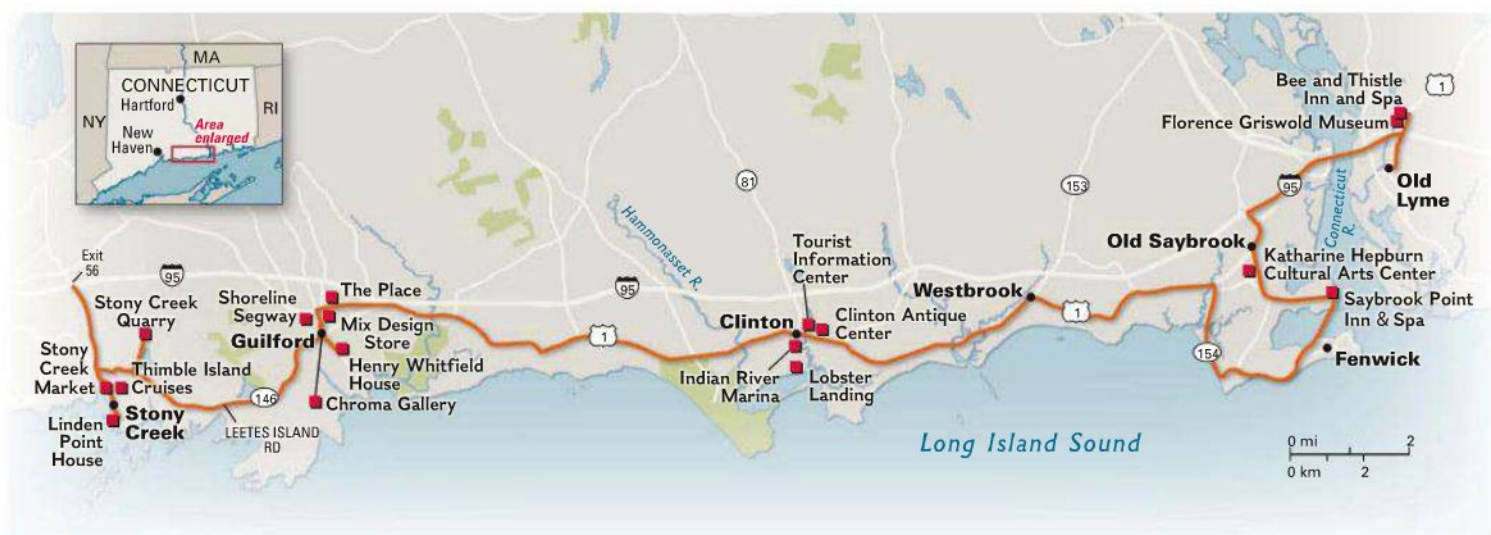 MA
CONNECTICUT
Hartford
NY
RI
New
Haven
Area
enlarged
Exit
56
95
Stony Creek
Quarry
Stony
Creek
Market
Thimble Island
Cruises
Stony
Creek
Linden
Point
House
146
LEETES ISLAND
RD
Shoreline
Segway
The Place
Mix Design
Store
Guilford
Henry Whitfield
House
Chroma Gallery
1
95
Hammonasset R.
81
Tourist
Information
Center
Clinton
Clinton Antique
Center
Indian River
Marina
Lobster
Landing
Westbrook
1
153
Long Island Sound
Bee and Thistle
Inn and Spa
1
Florence Griswold Museum
95
Connecticut
R.
Old
Lyme
Old Saybrook
Katharine Hepburn
Cultural Arts Center
Saybrook Point
Inn & Spa
154
Fenwick
0 mi 2
0 km 2